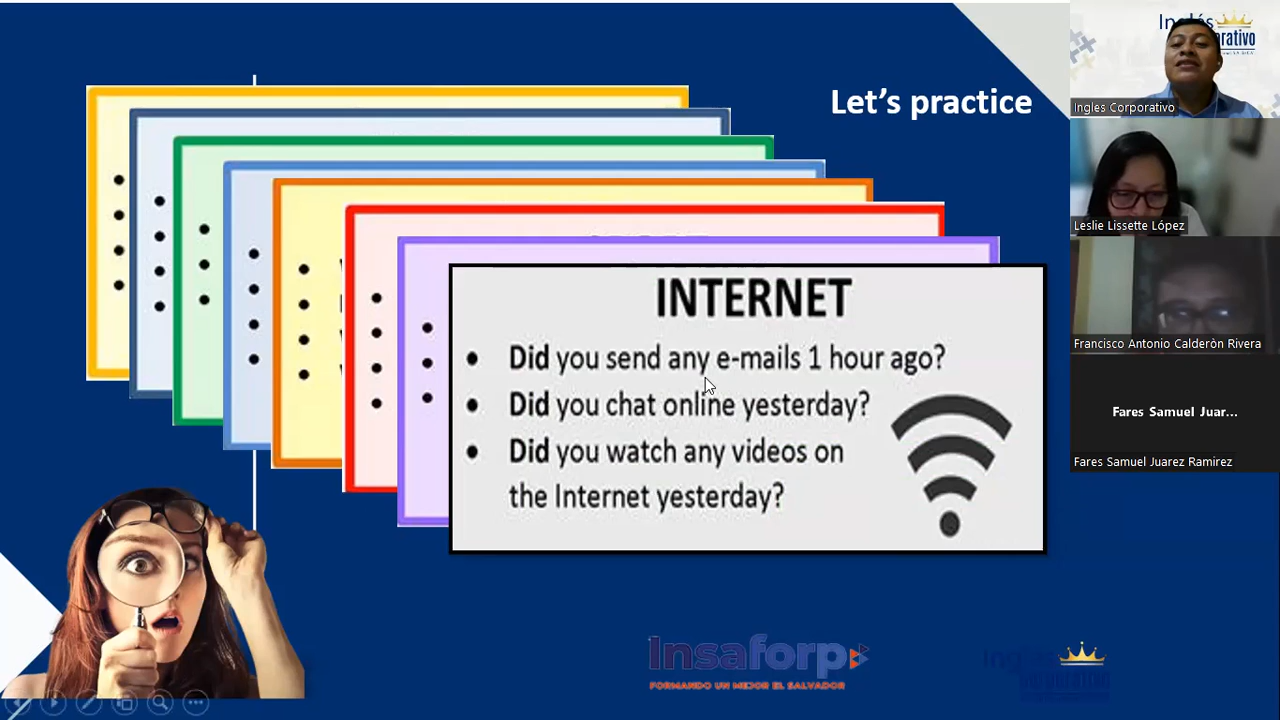 Let's practice
INTERNET
• Did you send any e-mails 1 hour ago?
• Did you chat online yesterday?
• Did you watch any videos on
the Internet yesterday?
Insaforp
FORMANDO UN MEJOR EL SALVADOR
Inglés
Ingles Corporativo
Leslie Lissette López
Francisco Antonio Calderòn Rivera
Fares Samuel Juar...
Fares Samuel Juarez Ramirez